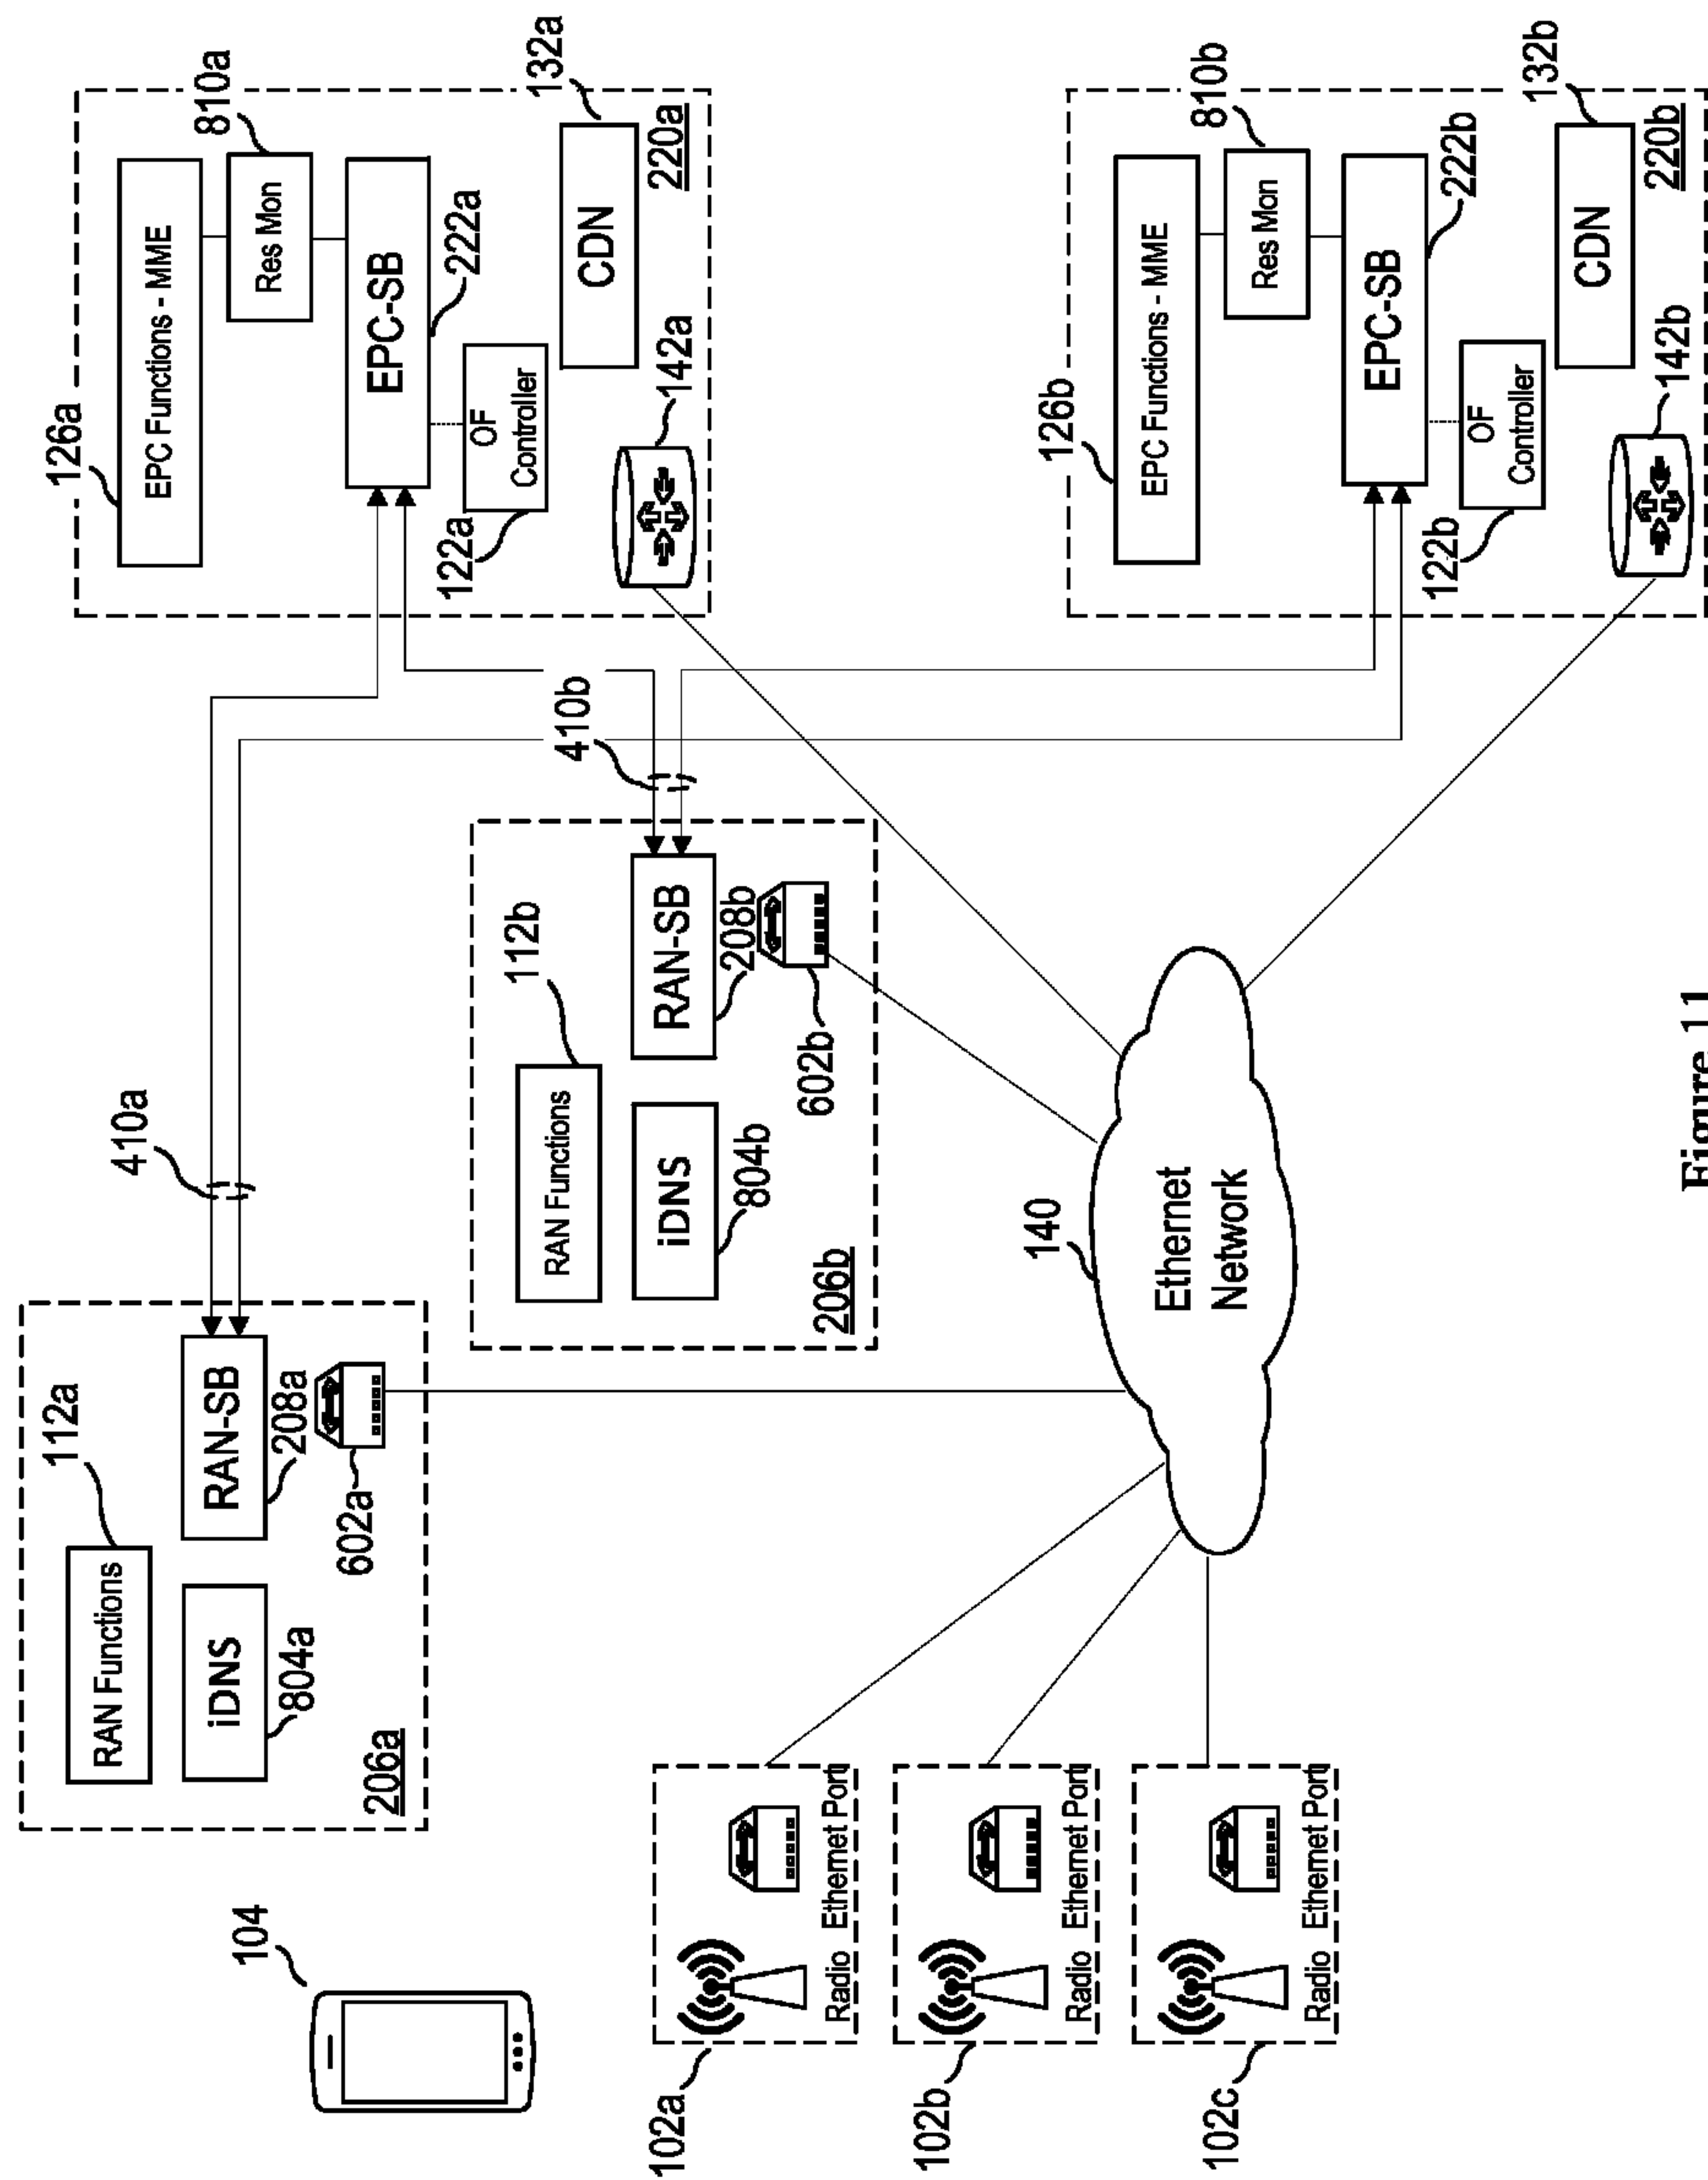 104
102a
Radio
Ethernet Port
102b
Radio
Ethernet Port
102c
Radio
Ethernet Port
112a
RAN Functions
RAN-SB
208a
iDNS
804a
602a
206a
410a
112b
RAN Functions
RAN-SB
208b
iDNS
804b
602b
206b
410b
140
Ethernet
Network
126a
EPC Functions - MME
810a
Res Mon
EPC-SB
222a
OF
Controller
122a
132a
CDN
142a
220a
126b
EPC Functions - MME
810b
Res Mon
EPC-SB
222b
OF
Controller
122b
132b
CDN
142b
220b
Figure 11